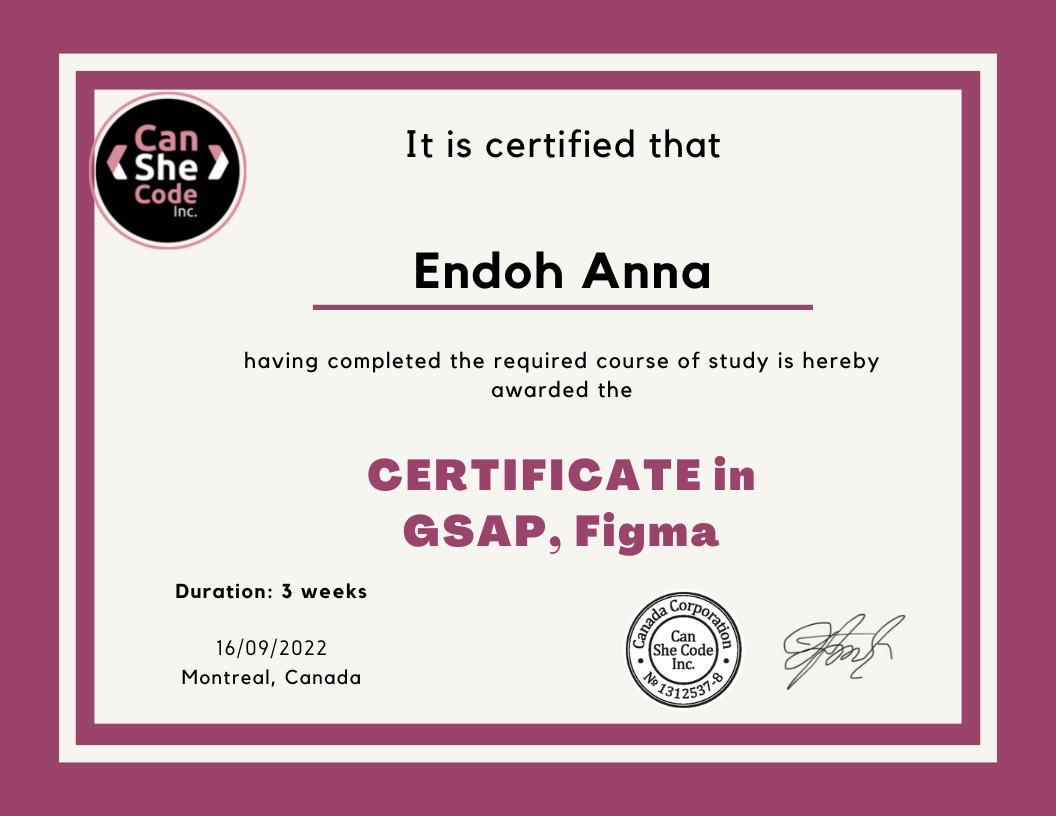 Can
She
Code
Inc.
It is certified that
Endoh Anna
having completed the required course of study is hereby
awarded the
CERTIFICATE in
GSAP, Figma
Duration: 3 weeks
16/09/2022
Montreal, Canada
Canada Corporation
Can
She Code
Inc.
№ 1312537-8